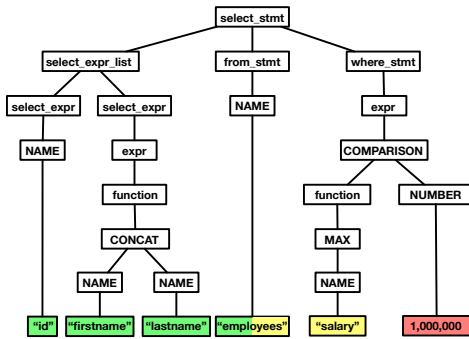 select_stmt
select_expr_list from_stmt where_stmt
select_expr select_expr NAME expr
NAME expr COMPARISON
function function NUMBER
CONCAT MAX
NAME NAME NAME
“id” “firstname” “lastname” “employees” “salary” 1,000,000